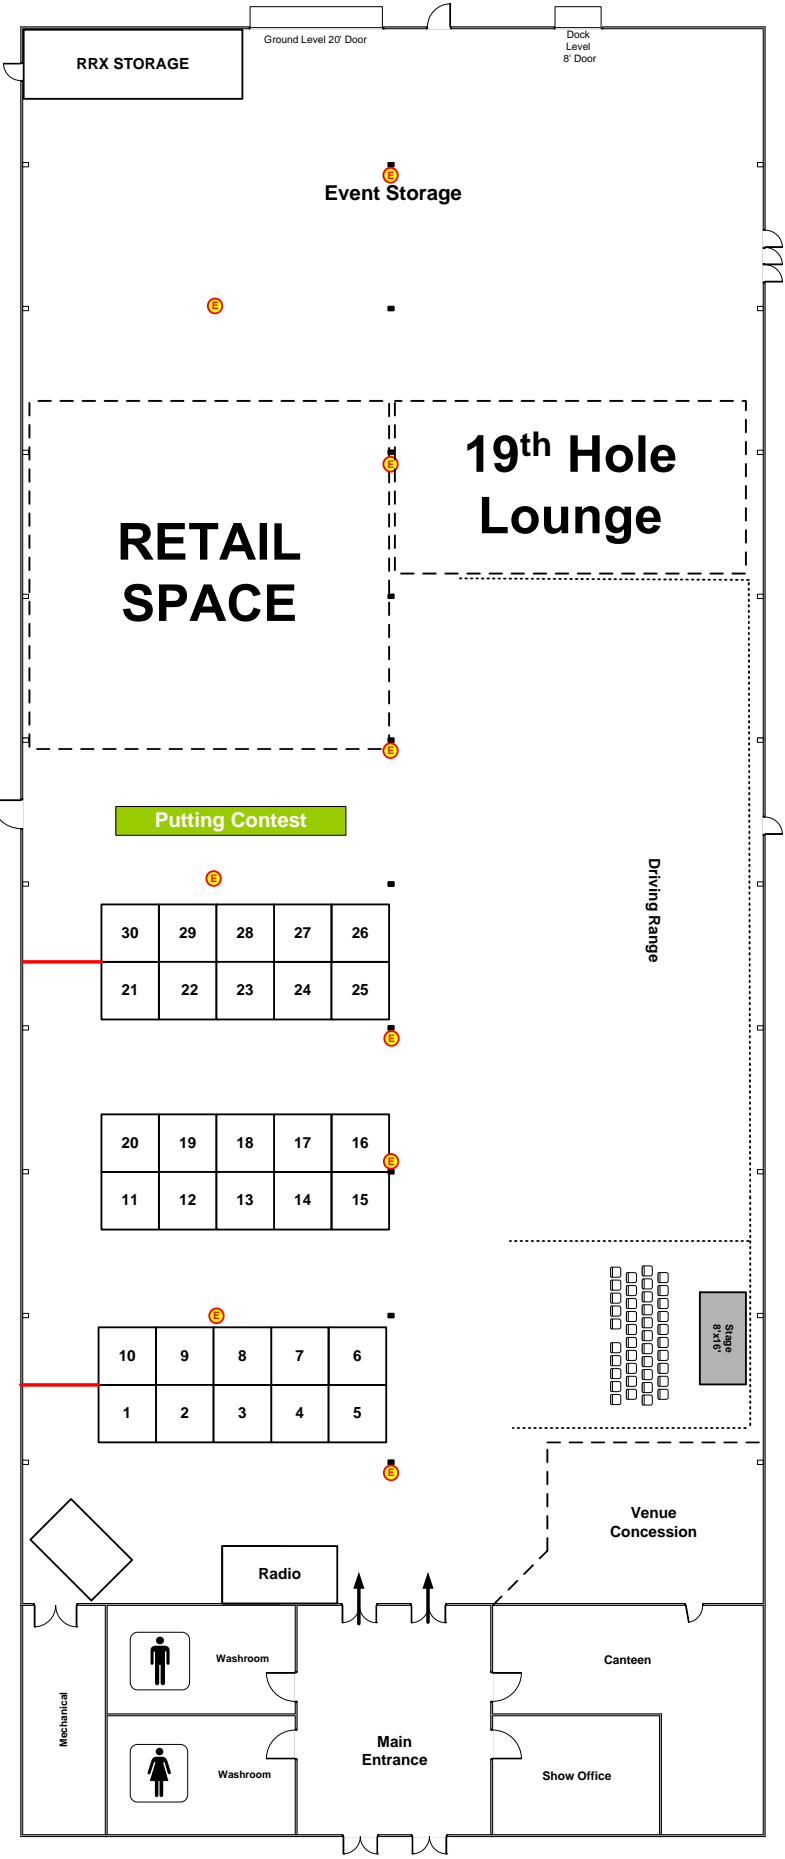 Ground Level 20' Door
Dock
Level
8' Door
RRX STORAGE
E
Event Storage
E
19th Hole
Lounge
E
RETAIL
SPACE
E
Putting Contest
E
Driving Range
30 29 28 27 26
21 22 23 24 25
E
20 19 18 17 16
E
11 12 13 14 15
E
Stage
8'x16'
10 9 8 7 6
1 2 3 4 5
E
Venue
Concession
Radio
Washroom
Canteen
Mechanical
Main
Entrance
Washroom
Show Office